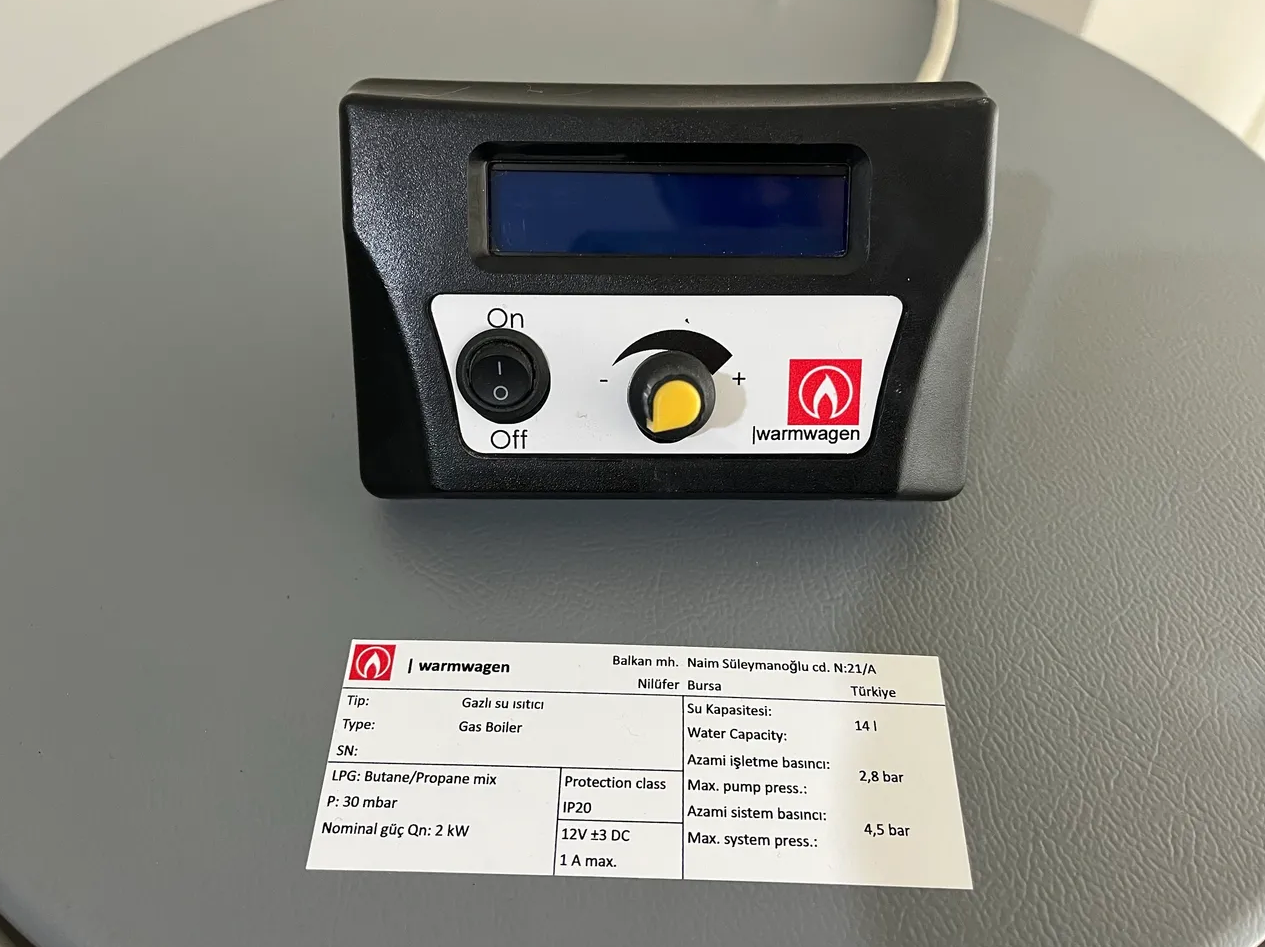 On
I
O
Off
- +
|warmwagen
| warmwagen
Balkan mh. Naim Süleymanoğlu cd. N:21/A
Nilüfer Bursa Türkiye
Tip: Gazlı su ısıtıcı
Type: Gas Boiler
SN:
LPG: Butane/Propane mix
P: 30 mbar
Nominal güç Qn: 2 kW
Protection class
IP20
12V ±3 DC
1 A max.
Su Kapasitesi:
Water Capacity:
14 l
Azami işletme basıncı:
Max. pump press.:
2,8 bar
Azami sistem basıncı:
Max. system press.:
4,5 bar